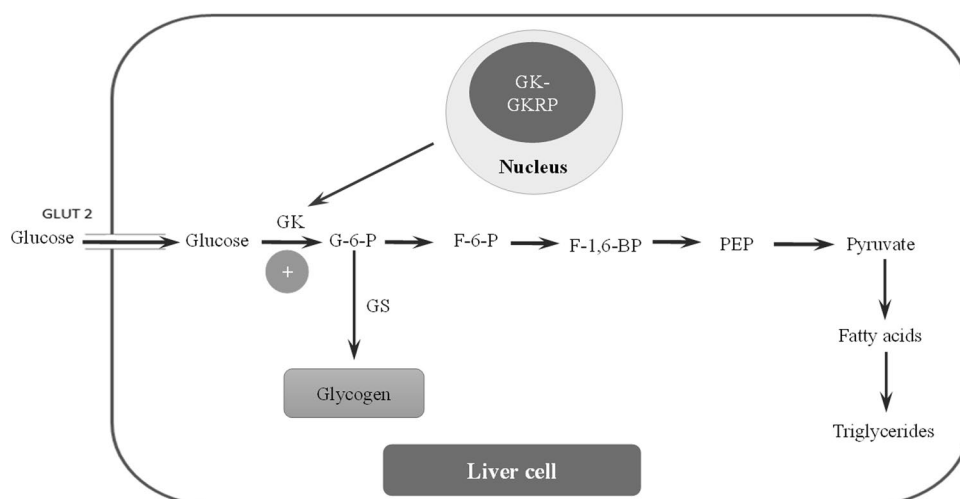 GK-
GKRP
Nucleus
GLUT 2
GK
Glucose Glucose G-6-P F-6-P F-1,6-BP PEP Pyruvate
+
GS
Fatty acids
Glycogen
Triglycerides
Liver cell